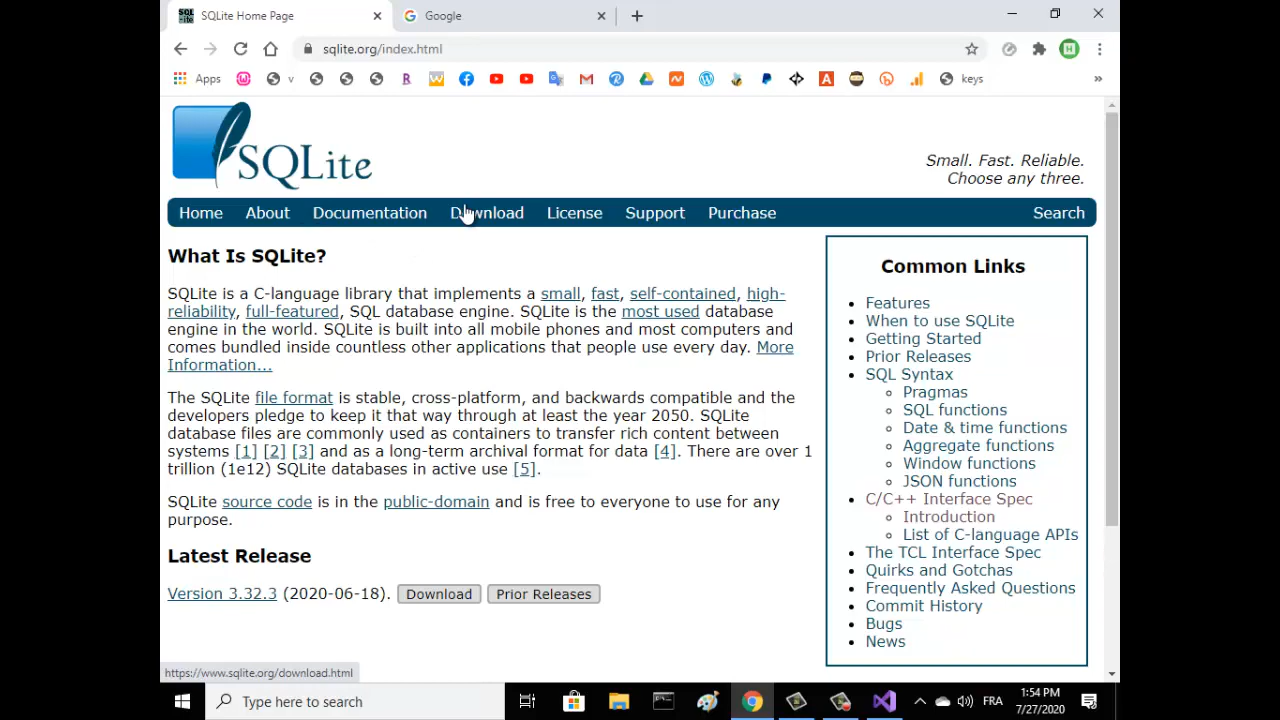 SQLite Home Page
Google
sqlite.org/index.html
Apps
v
keys
SQLite
Small. Fast. Reliable.
Choose any three.
Home About Documentation Download License Support Purchase Search
What Is SQLite?
SQLite is a C-language library that implements a small, fast, self-contained, high-
reliability, full-featured, SQL database engine. SQLite is the most used database
engine in the world. SQLite is built into all mobile phones and most computers and
comes bundled inside countless other applications that people use every day. More
Information...
The SQLite file format is stable, cross-platform, and backwards compatible and the
developers pledge to keep it that way through at least the year 2050. SQLite
database files are commonly used as containers to transfer rich content between
systems [1] [2] [3] and as a long-term archival format for data [4]. There are over 1
trillion (1e12) SQLite databases in active use [5].
SQLite source code is in the public-domain and is free to everyone to use for any
purpose.
Latest Release
Version 3.32.3 (2020-06-18). Download Prior Releases
Common Links
Features
When to use SQLite
Getting Started
Prior Releases
SQL Syntax
Pragmas
SQL functions
Date & time functions
Aggregate functions
Window functions
JSON functions
C/C++ Interface Spec
Introduction
List of C-language APIs
The TCL Interface Spec
Quirks and Gotchas
Frequently Asked Questions
Commit History
Bugs
News
https://www.sqlite.org/download.html
Type here to search
FRA
1:54 PM
7/27/2020